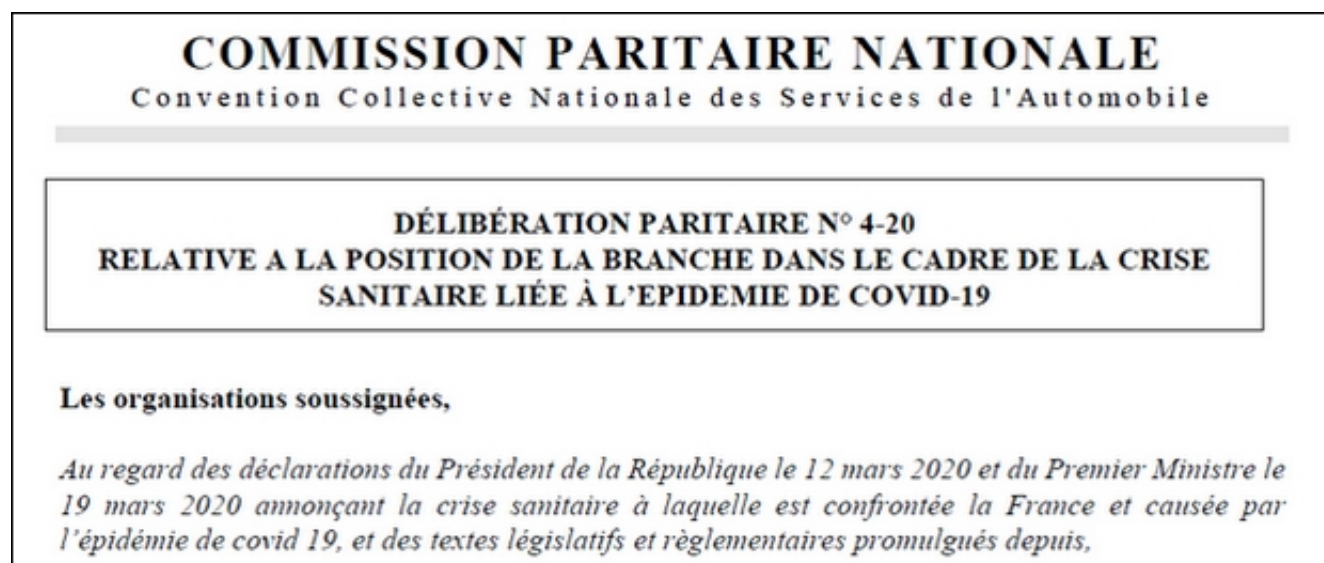 COMMISSION PARITAIRE NATIONALE
Convention Collective Nationale des Services de l'Automobile
DÉLIBÉRATION PARITAIRE N° 4-20
RELATIVE A LA POSITION DE LA BRANCHE DANS LE CADRE DE LA CRISE
SANITAIRE LIÉE À L’EPIDEMIE DE COVID-19
Les organisations soussignées,
Au regard des déclarations du Président de la République le 12 mars 2020 et du Premier Ministre le
19 mars 2020 annonçant la crise sanitaire à laquelle est confrontée la France et causée par
l’épidémie de covid 19, et des textes législatifs et règlementaires promulgués depuis,